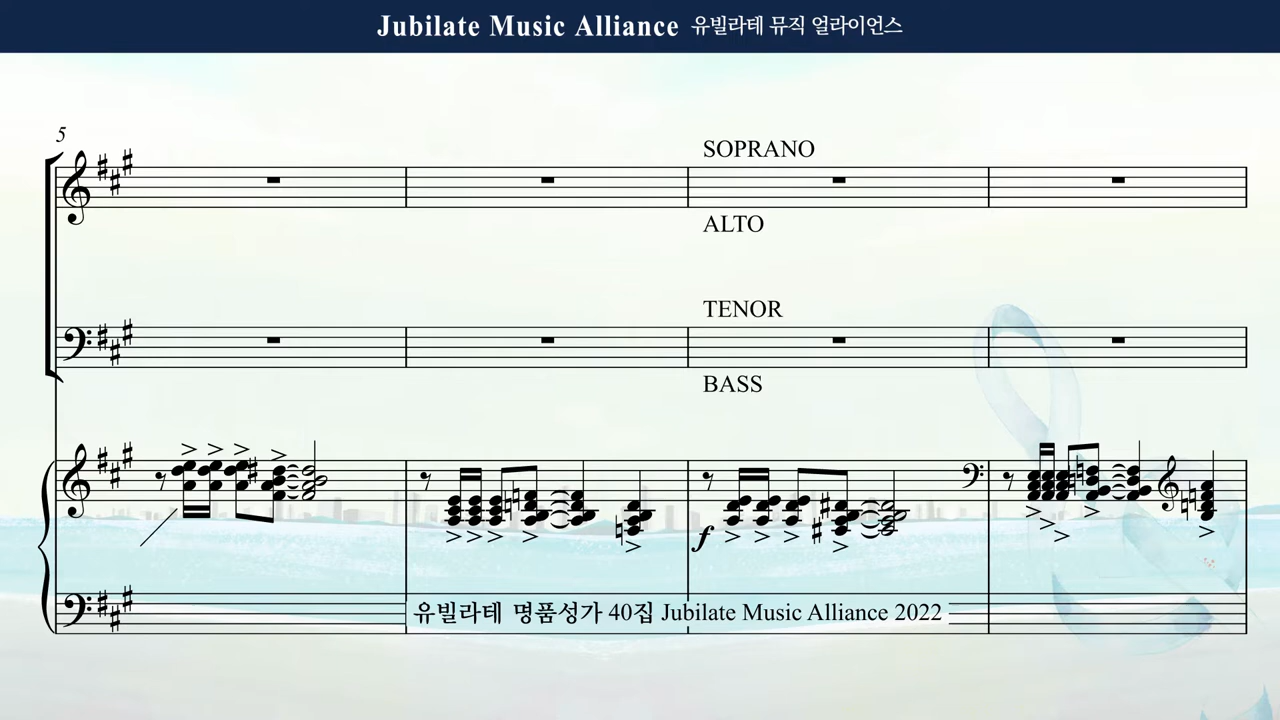 Jubilate Music Alliance 유빌라테 뮤직 얼라이언스
5
SOPRANO
ALTO
TENOR
BASS
f
유빌라테 명품성가 40집 Jubilate Music Alliance 2022